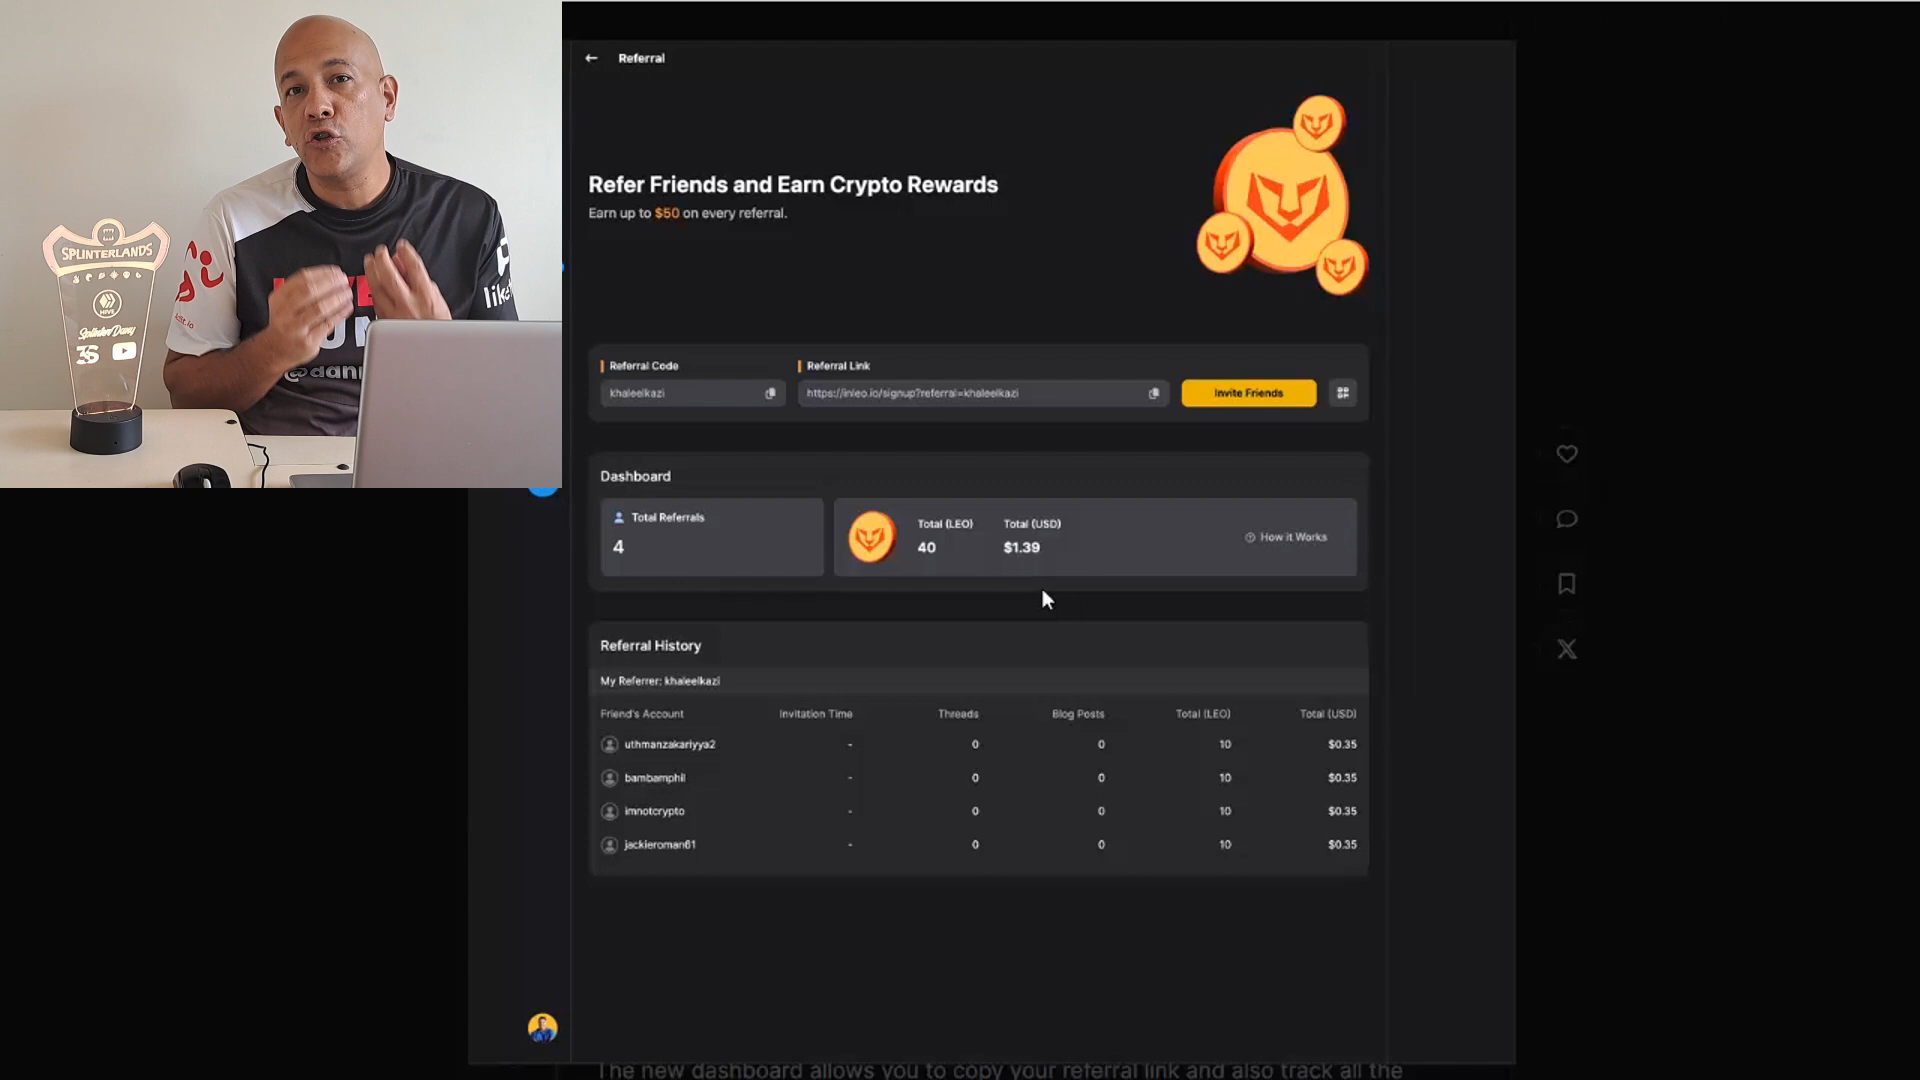 Referral
Refer Friends and Earn Crypto Rewards
Earn up to $50 on every referral.
SPLINTERLANDS
HIVE
SplinterDany
3S
@dan
Referral Code
Referral Link
khaleelkazi
https://inleo.io/signup?referral=khaleelkazi
Invite Friends
Dashboard
Total Referrals
4
Total (LEO)
Total (USD)
40
$1.39
How it Works
Referral History
My Referrer: khaleelkazi
Friend's Account Invitation Time Threads Blog Posts Total (LEO) Total (USD)
uthmanzakariyya2 - 0 0 10 $0.35
bambamphil - 0 0 10 $0.35
imnotcrypto - 0 0 10 $0.35
jackieroman61 - 0 0 10 $0.35
The new dashboard allows you to copy your referral link and also track all the